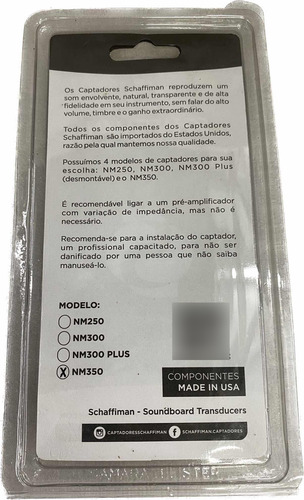 Os Captadores Schaffiman reproduzem um
som envolvente, natural, transparente e de alta
fidelidade em seu instrumento, sem falar do alto
volume, timbre e o ganho extraordinário.
Todos os componentes dos Captadores
Schaffiman são importados do Estados Unidos,
razão pela qual mantemos nossa qualidade.
Possuímos 4 modelos de captadores para sua
escolha: NM250, NM300, NM300 Plus
(desmontável) e o NM350.
É recomendável ligar a um pré-amplificador
com variação de impedância, mas não é
necessário.
Recomenda-se para a instalação do captador,
um profissional capacitado, para não ser
danificado por uma pessoa que não saiba
manuseá-lo.
MODELO:
NM250
NM300
NM300 PLUS
X NM350
COMPONENTES
MADE IN USA
Schaffiman - Soundboard Transducers
CAPTADORESSCHAFFIMAN
SCHAFFIMAN.CAPTADORES